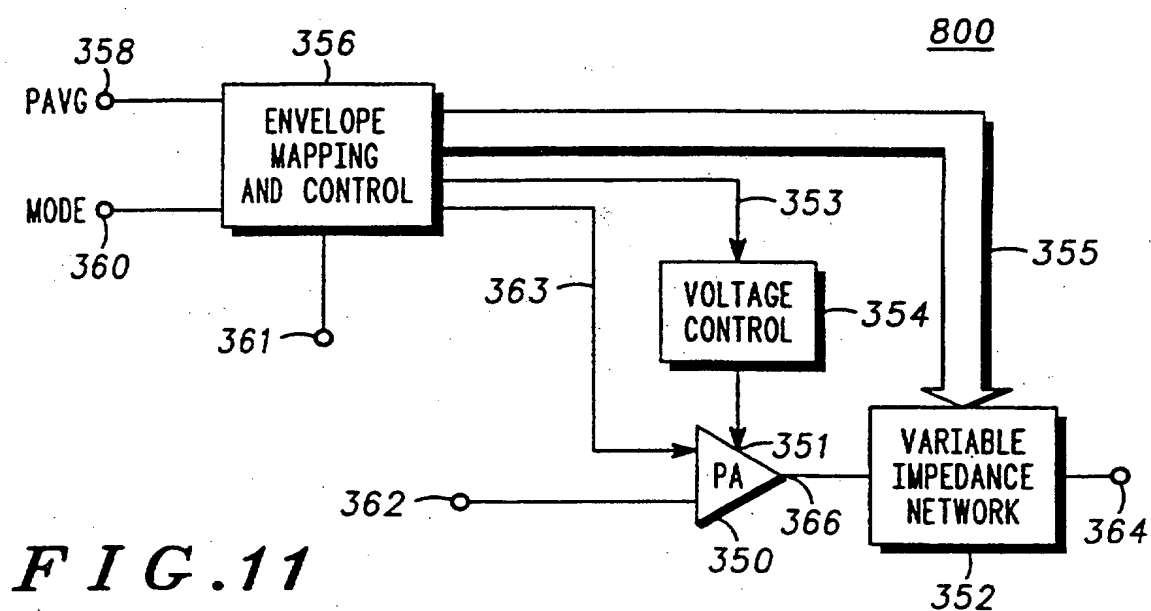 800
358
356
PAVG
ENVELOPE
MAPPING
AND CONTROL
MODE
353
360
355
363
VOLTAGE
CONTROL
354
361
351
VARIABLE
IMPEDANCE
NETWORK
PA
362
366
364
350
352
FIG.11